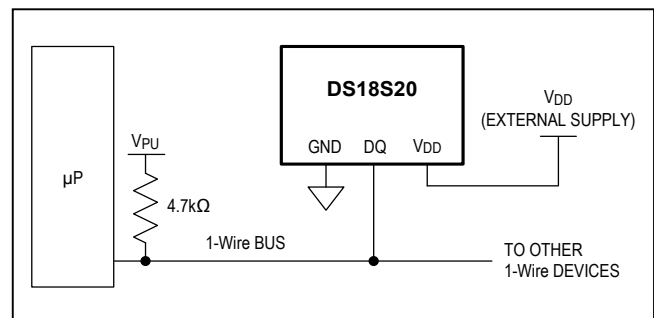 DS18S20
VDD
(EXTERNAL SUPPLY)
GND
DQ
VDD
VPU
µP
4.7kΩ
1-Wire BUS
TO OTHER
1-Wire DEVICES